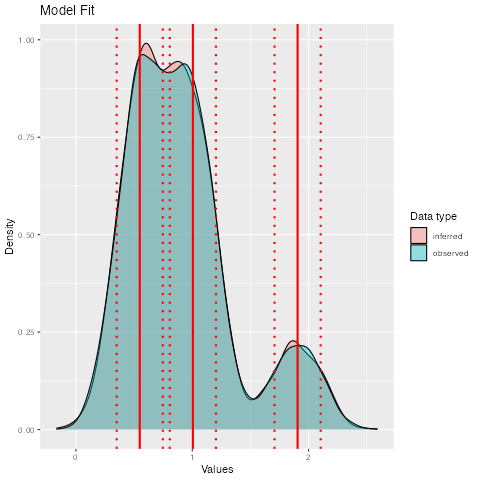 Model Fit
1.00
0.75
0.50
0.25
0.00
Density
0
1
2
Values
Data type
inferred
observed